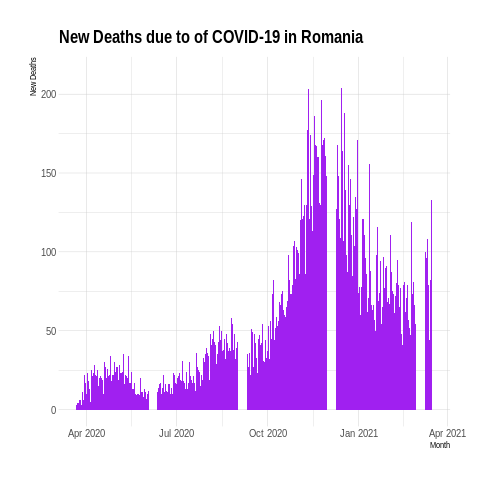 New Deaths due to of COVID-19 in Romania
New Deaths
200
150
100
50
0
Apr 2020
Jul 2020
Oct 2020
Jan 2021
Apr 2021
Month